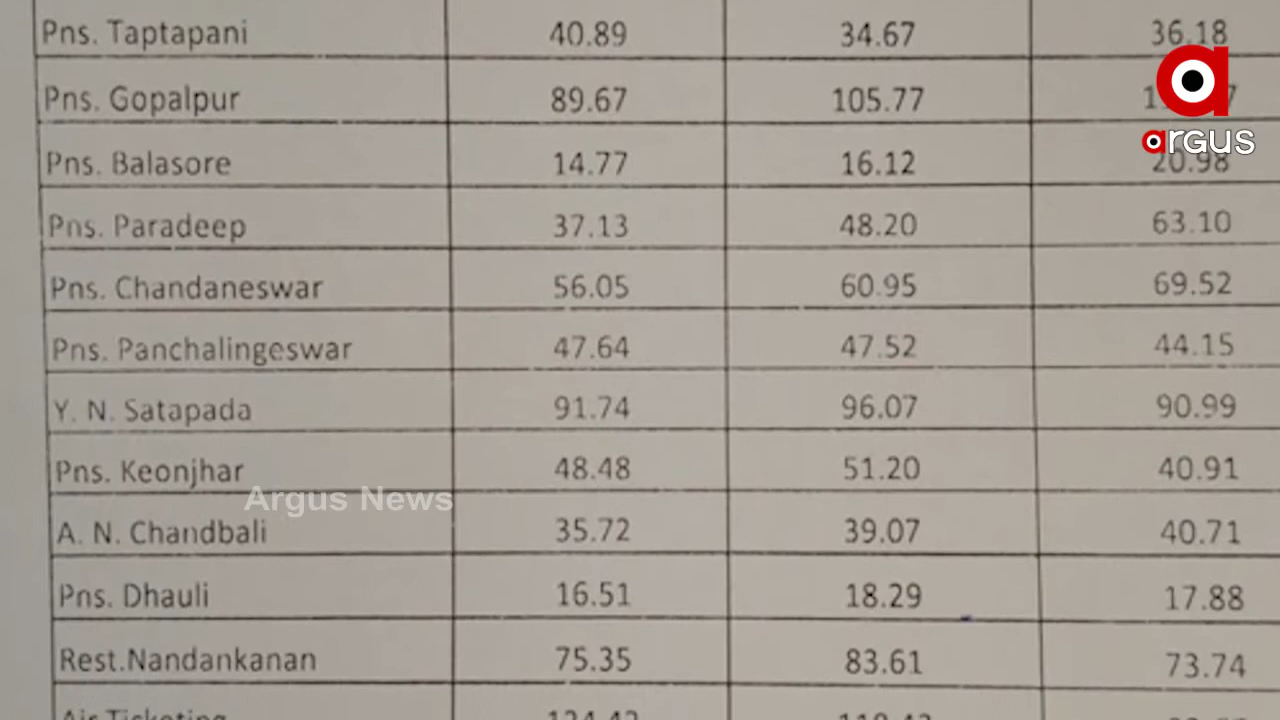 Pns. Taptapani 40.89 34.67 36.18
Pns. Gopalpur 89.67 105.77
Pns. Balasore 14.77 16.12 20.98
Pns. Paradeep 37.13 48.20 63.10
Pns. Chandaneswar 56.05 60.95 69.52
Pns. Panchalingeswar 47.64 47.52 44.15
Y. N. Satapada 91.74 96.07 90.99
Pns. Keonjhar 48.48 51.20 40.91
A. N. Chandbali 35.72 39.07 40.71
Pns. Dhauli 16.51 18.29 17.88
Rest.Nandankanan 75.35 83.61 73.74
Air Ticketing
argus
Argus News